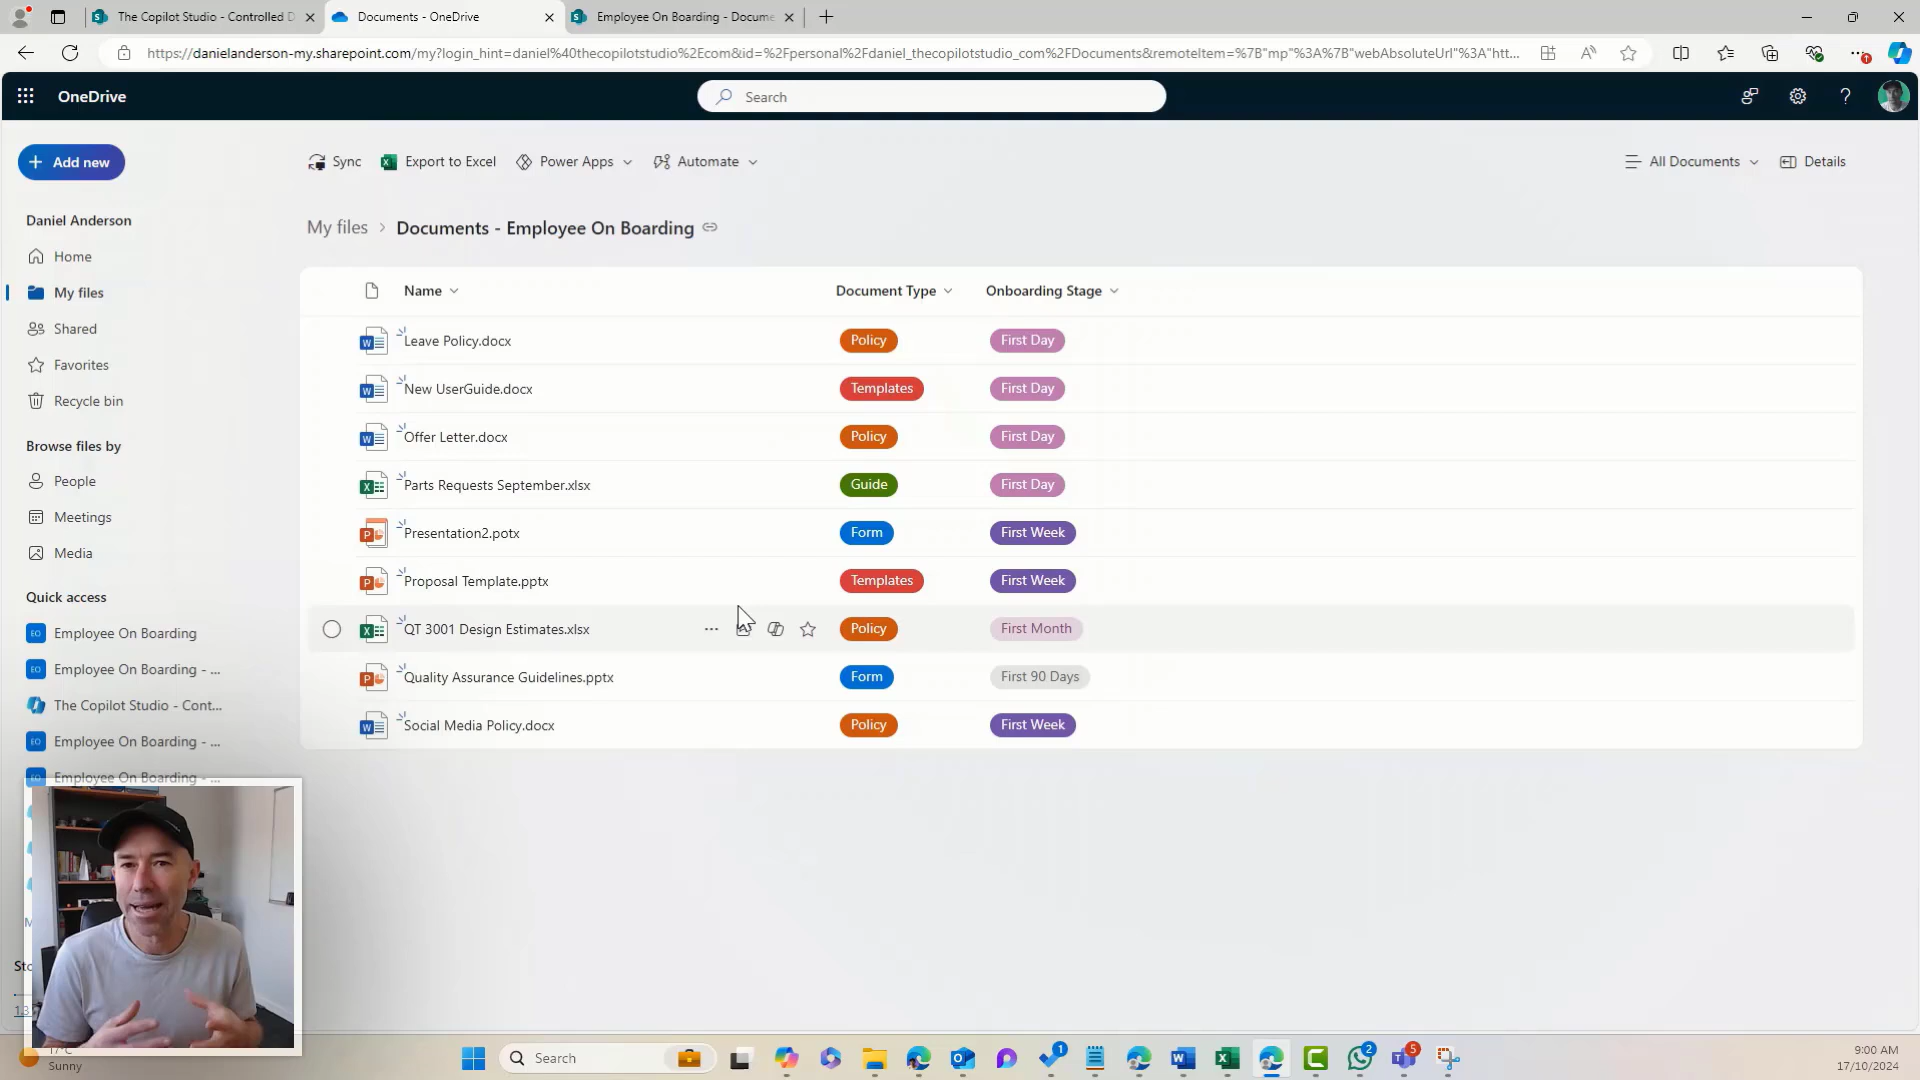 The Copilot Studio - Controlled D
Documents - OneDrive
Employee On Boarding - Docume
https://danielanderson-my.sharepoint.com/my?login_hint=daniel%40thecopilotstudio%2Ecom&id=%2Fpersonal%2Fdaniel_thecopilotstudio_com%2FDocuments&remoteItem=%7B"mp"%3A%7B"webAbsoluteUrl"%3A"htt...
OneDrive
Search
Add new
Sync
Export to Excel
Power Apps
Automate
All Documents
Details
Daniel Anderson
Home
My files
Shared
Favorites
Recycle bin
Browse files by
People
Meetings
Media
Quick access
Employee On Boarding
Employee On Boarding - ...
The Copilot Studio - Cont...
Employee On Boarding - ...
Employee On Boarding - ...
My files > Documents - Employee On Boarding
Name Document Type Onboarding Stage
Leave Policy.docx Policy First Day
New UserGuide.docx Templates First Day
Offer Letter.docx Policy First Day
Parts Requests September.xlsx Guide First Day
Presentation2.potx Form First Week
Proposal Template.pptx Templates First Week
QT 3001 Design Estimates.xlsx Policy First Month
Quality Assurance Guidelines.pptx Form First 90 Days
Social Media Policy.docx Policy First Week
17°C
Sunny
Search
1
2
5
9:00 AM
17/10/2024